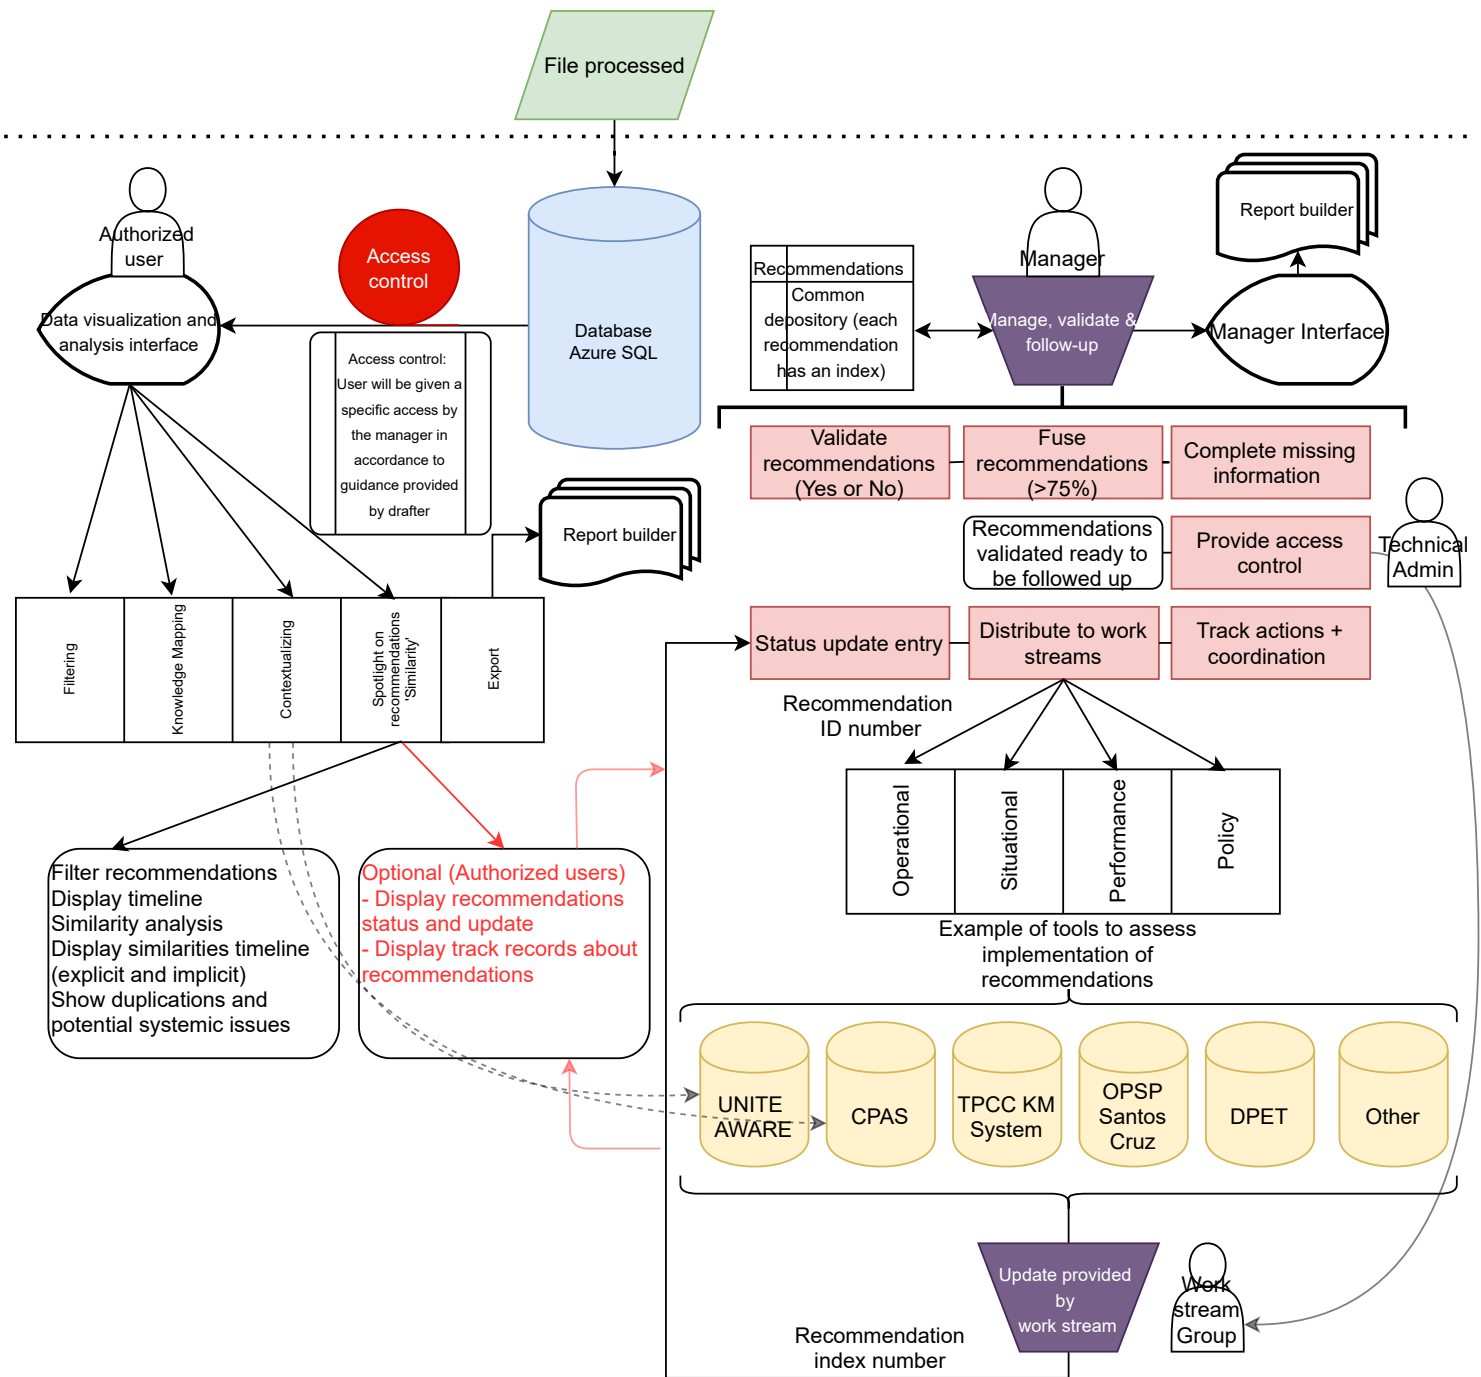 File processed
Authorized
user
Data visualization and
analysis interface
Access
control
Access control:
User will be given a
specific access by
the manager in
accordance to
guidance provided
by drafter
Database
Azure SQL
Recommendations
Common
depository (each
recommendation
has an index)
Manager
Manage, validate &
follow-up
Manager Interface
Report builder
Validate
recommendations
(Yes or No)
Fuse
recommendations
(>75%)
Complete missing
information
Recommendations
validated ready to
be followed up
Provide access
control
Technical
Admin
Status update entry
Distribute to work
streams
Track actions +
coordination
Report builder
Filtering
Knowledge Mapping
Contextualizing
Spotlight on
recommendations
'Similarity'
Export
Recommendation
ID number
Operational
Situational
Performance
Policy
Filter recommendations
Display timeline
Similarity analysis
Display similarities timeline
(explicit and implicit)
Show duplications and
potential systemic issues
Optional (Authorized users)
- Display recommendations
status and update
- Display track records about
recommendations
Example of tools to assess
implementation of
recommendations
UNITE
AWARE
CPAS
TPCC KM
System
OPSP
Santos
Cruz
DPET
Other
Update provided
by
work stream
Work
stream
Group
Recommendation
index number